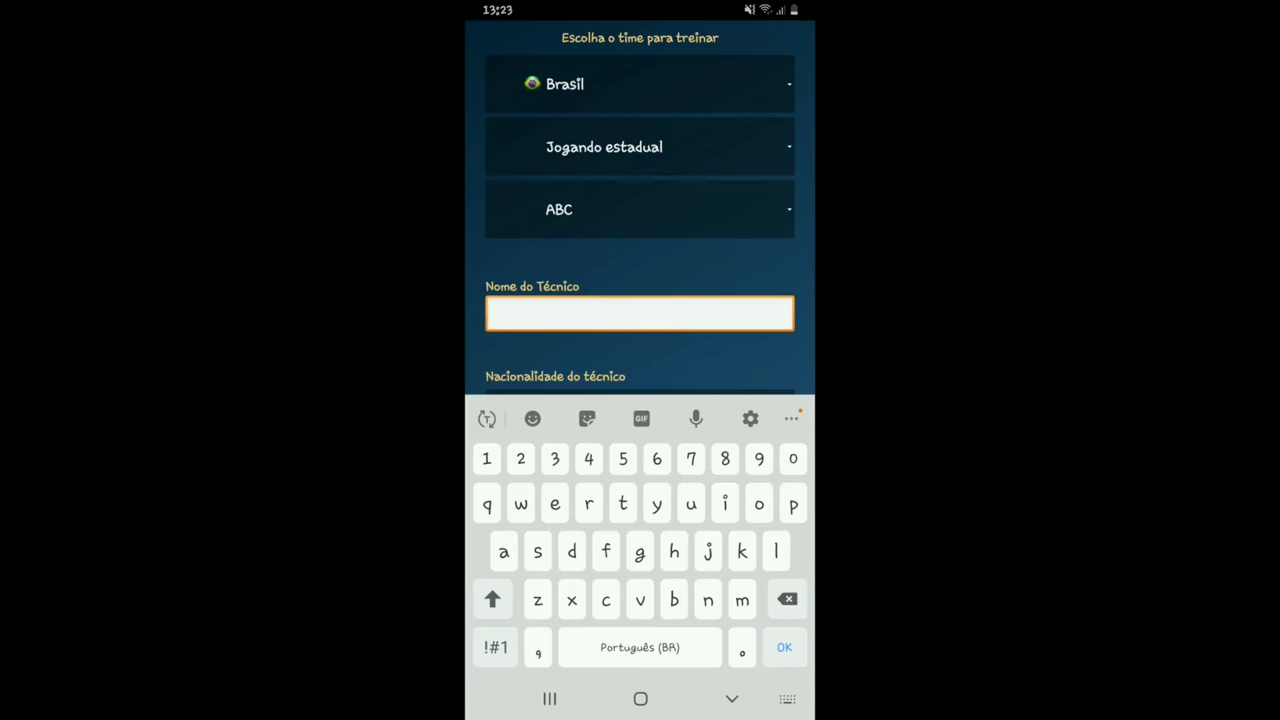 13:23
Escolha o time para treinar
Brasil
Jogando estadual
ABC
Nome do Técnico
Nacionalidade do técnico
GIF
1 2 3 4 5 6 7 8 9 0
q w e r t y u i o p
a s d f g h j k l
z x c v b n m
!#1 , Português (BR) . OK